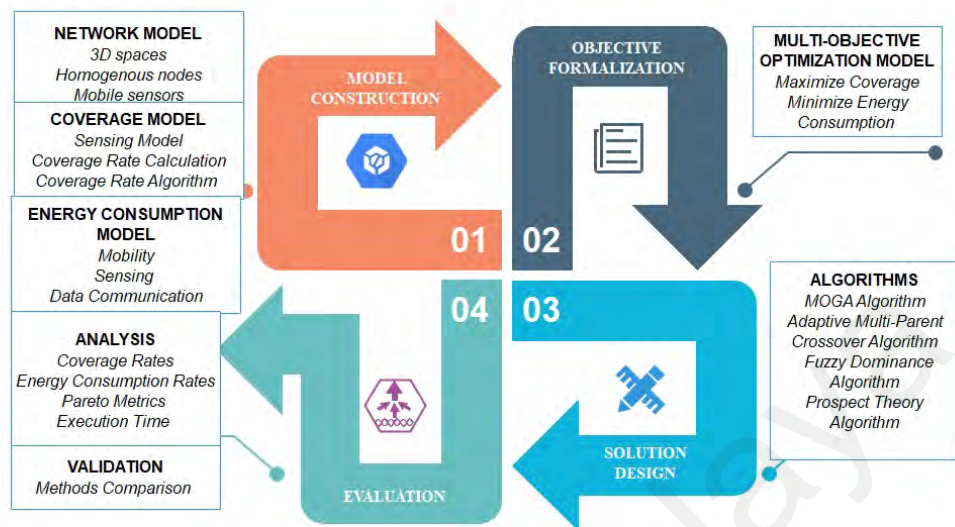 NETWORK MODEL
3D spaces
Homogenous nodes
Mobile sensors
COVERAGE MODEL
Sensing Model
Coverage Rate Calculation
Coverage Rate Algorithm
ENERGY CONSUMPTION
MODEL
Mobility
Sensing
Data Communication
MODEL
CONSTRUCTION
01
OBJECTIVE
FORMALIZATION
02
MULTI-OBJECTIVE
OPTIMIZATION MODEL
Maximize Coverage
Minimize Energy
Consumption
03
SOLUTION
DESIGN
ALGORITHMS
MOGA Algorithm
Adaptive Multi-Parent
Crossover Algorithm
Fuzzy Dominance
Algorithm
Prospect Theory
Algorithm
04
EVALUATION
ANALYSIS
Coverage Rates
Energy Consumption Rates
Pareto Metrics
Execution Time
VALIDATION
Methods Comparison